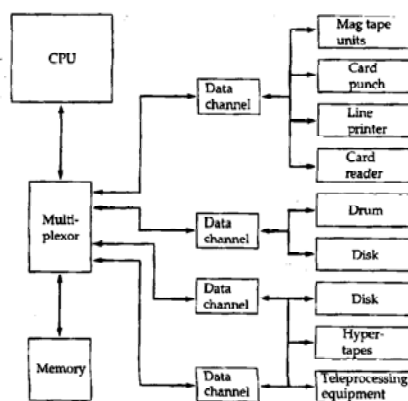 CPU
Multi-
plexor
Memory
Data
channel
Data
channel
Data
channel
Data
channel
Mag tape
units
Card
punch
Line
printer
Card
reader
Drum
Disk
Disk
Hyper-
tapes
Teleprocessing
equipment